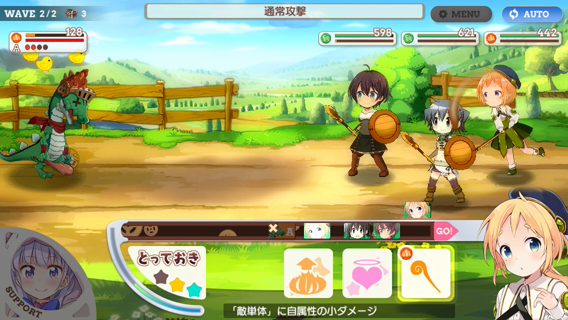 WAVE 2/2
3
通常攻撃
MENU
AUTO
128
A
598
621
442
GO!
とっておき
SUPPORT
「敵単体」に自属性の小ダメージ